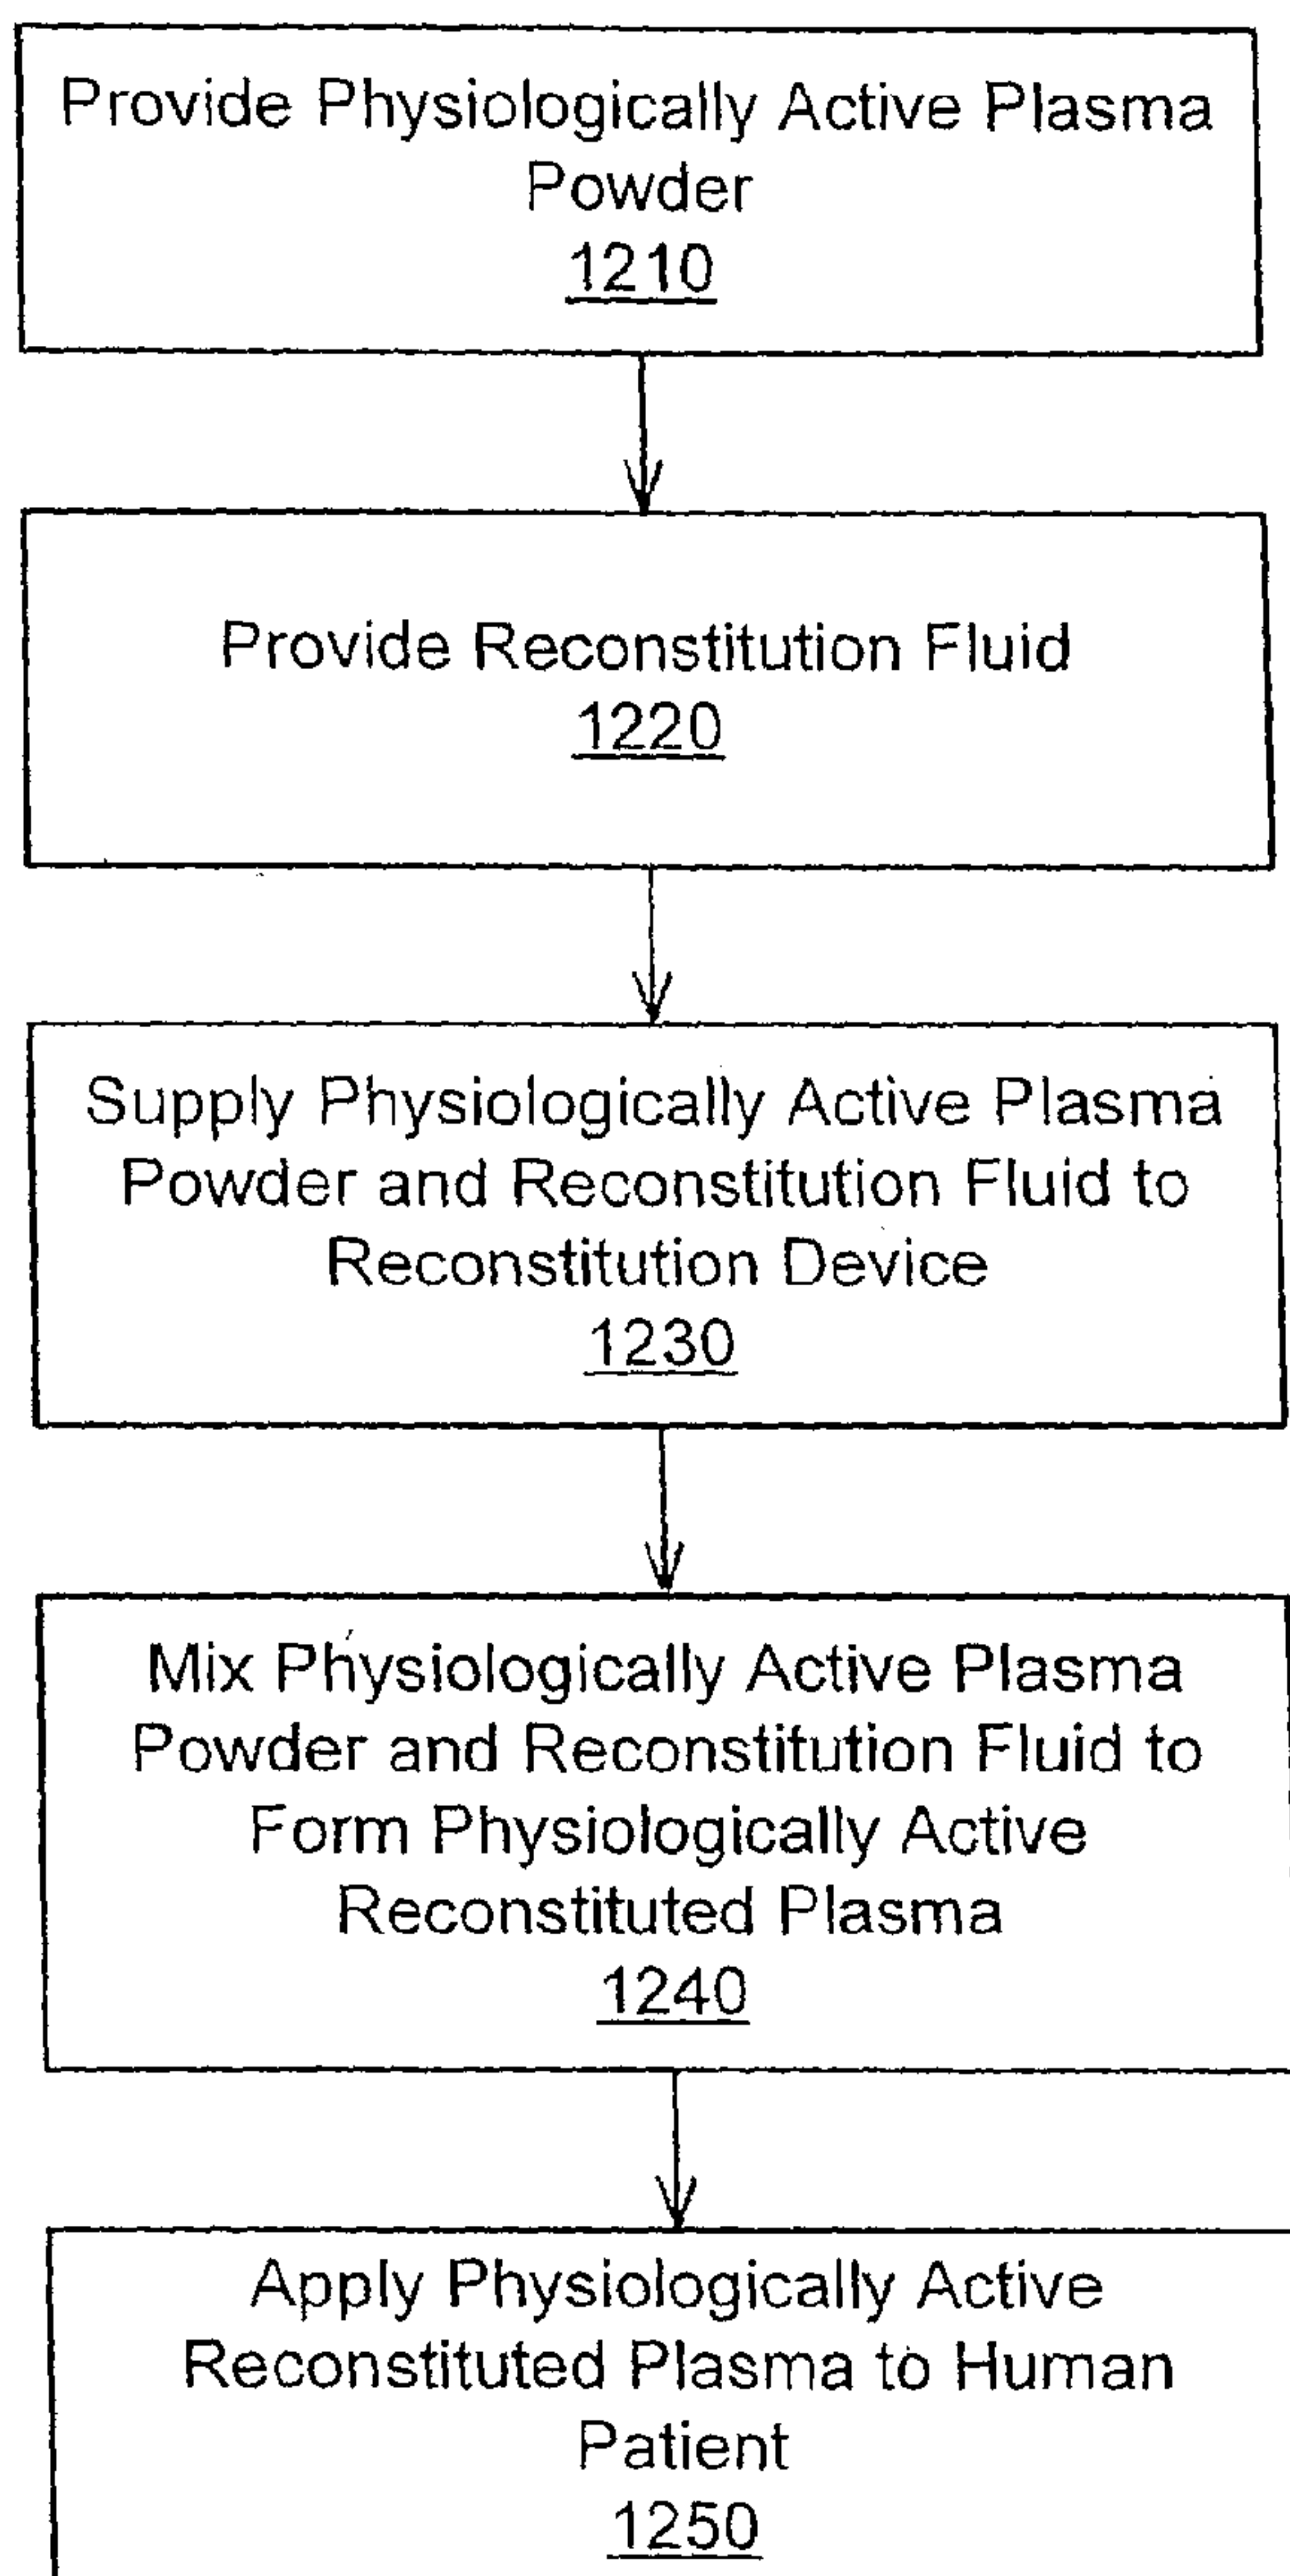 Provide Physiologically Active Plasma
Powder
1210
Provide Reconstitution Fluid
1220
Supply Physiologically Active Plasma
Powder and Reconstitution Fluid to
Reconstitution Device
1230
Mix Physiologically Active Plasma
Powder and Reconstitution Fluid to
Form Physiologically Active
Reconstituted Plasma
1240
Apply Physiologically Active
Reconstituted Plasma to Human
Patient
1250